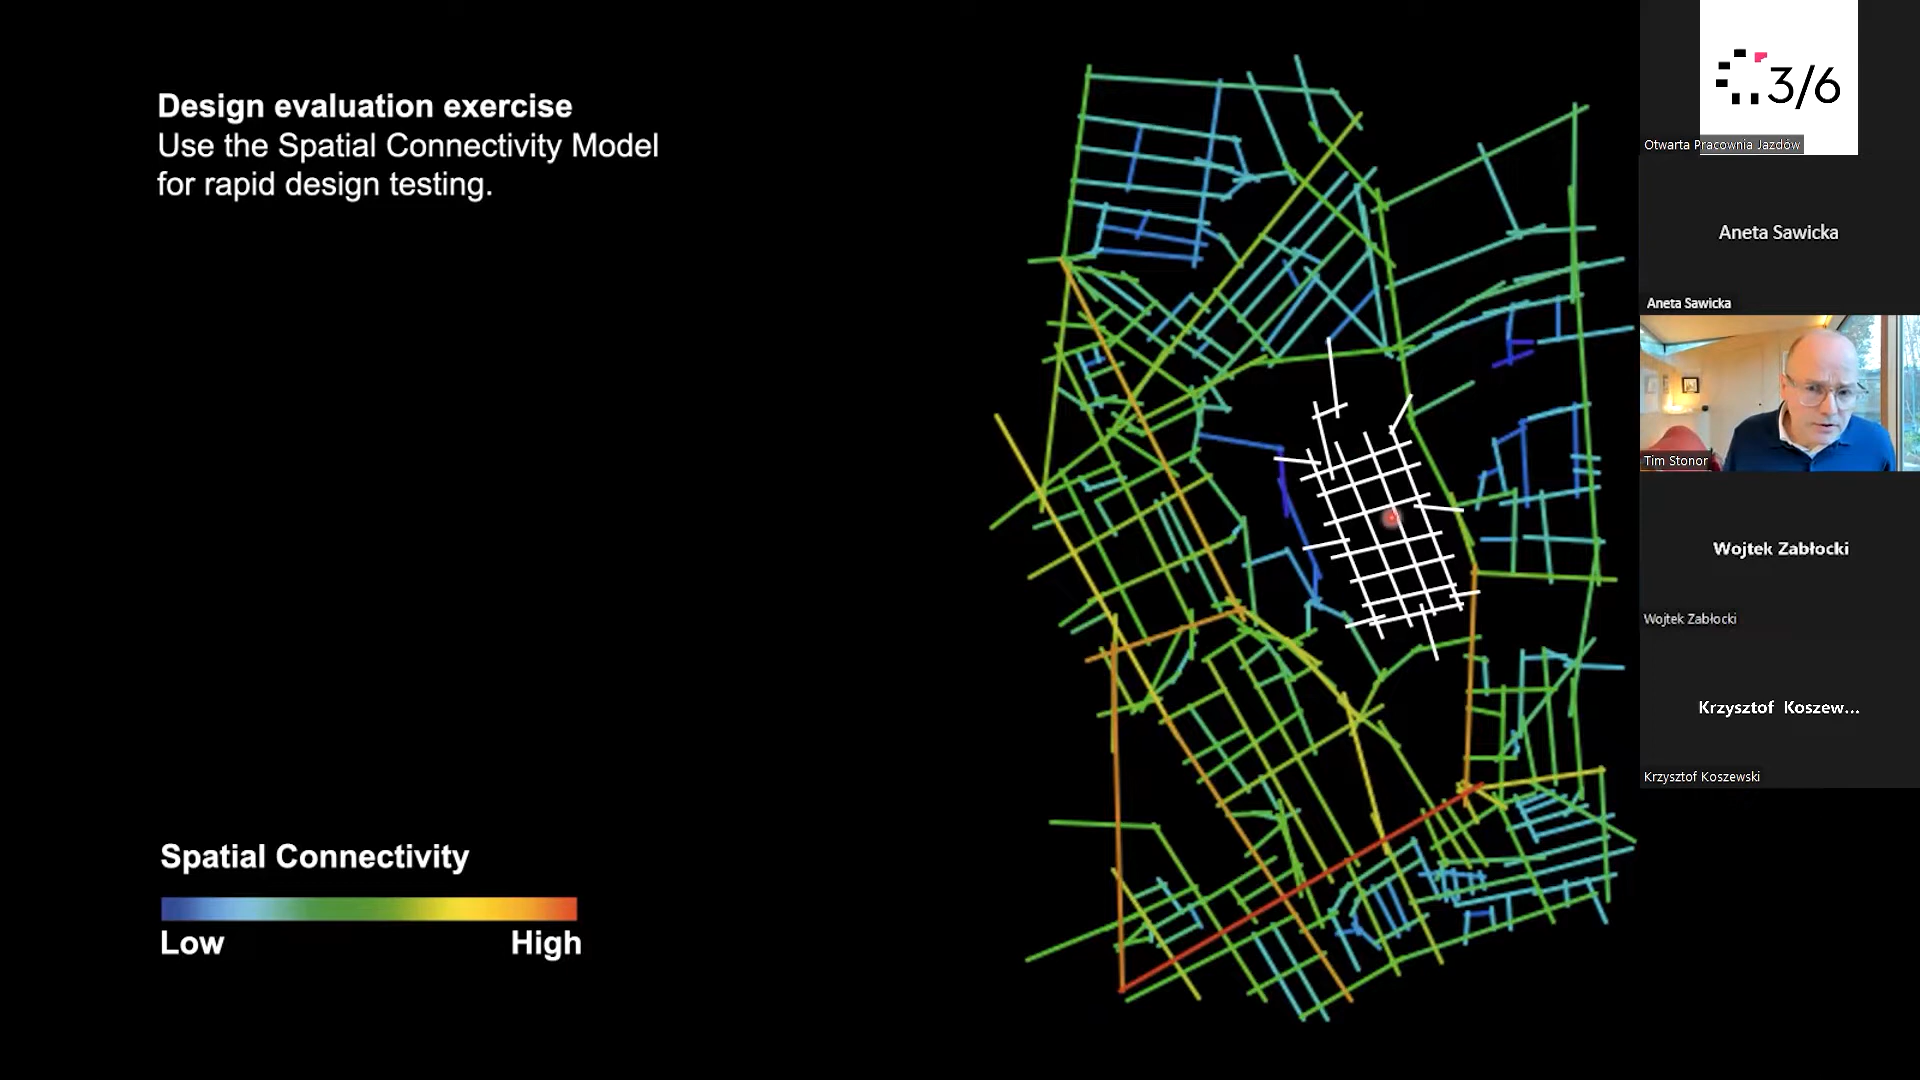 Design evaluation exercise
Use the Spatial Connectivity Model
for rapid design testing.
Spatial Connectivity
Low
High
3/6
Otwarta Pracownia Jazdów
Aneta Sawicka
Aneta Sawicka
Tim Stonor
Wojtek Zabłocki
Wojtek Zabłocki
Krzysztof Koszew...
Krzysztof Koszewski